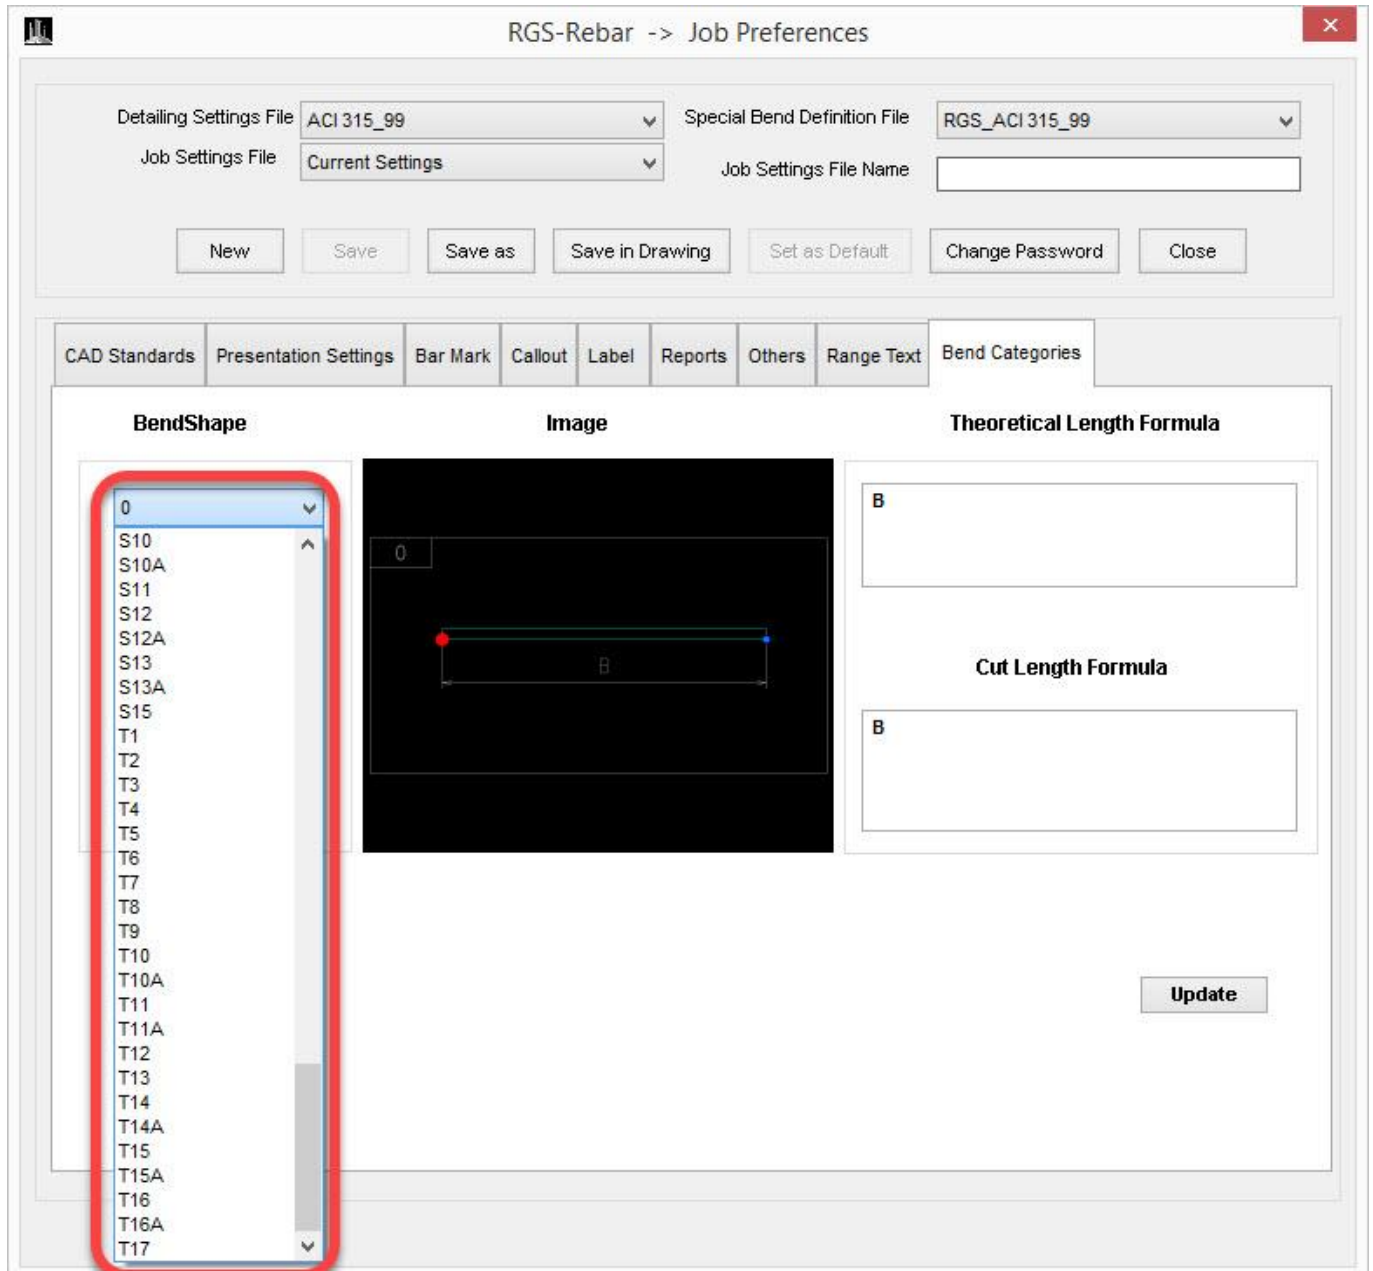 RGS-Rebar -> Job Preferences
Detailing Settings File ACI 315_99 Special Bend Definition File RGS_ACI 315_99
Job Settings File Current Settings Job Settings File Name
New Save Save as Save in Drawing Set as Default Change Password Close
CAD Standards Presentation Settings Bar Mark Callout Label Reports Others Range Text Bend Categories
BendShape Image Theoretical Length Formula
0
B
0
B
Cut Length Formula
B
S10
S10A
S11
S12
S12A
S13
S13A
S15
T1
T2
T3
T4
T5
T6
T7
T8
T9
T10
T10A
T11
T11A
T12
T13
T14
T14A
T15
T15A
T16
T16A
T17
Update